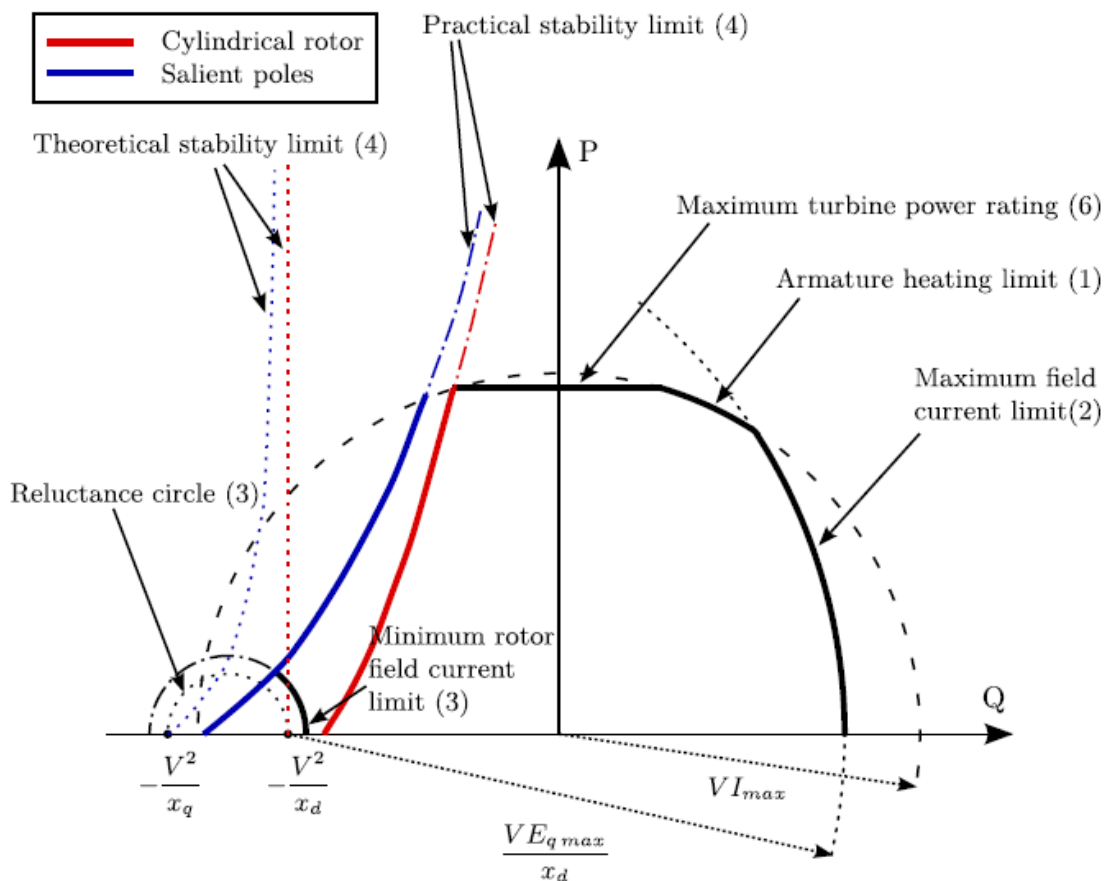 Practical stability limit (4)
Cylindrical rotor
Salient poles
Theoretical stability limit (4)
P
Maximum turbine power rating (6)
Armature heating limit (1)
Maximum field
current limit(2)
Reluctance circle (3)
Minimum rotor
field current
limit (3)
Q
-V²/x_q
-V²/x_d
VI_max
VE_q max/x_d